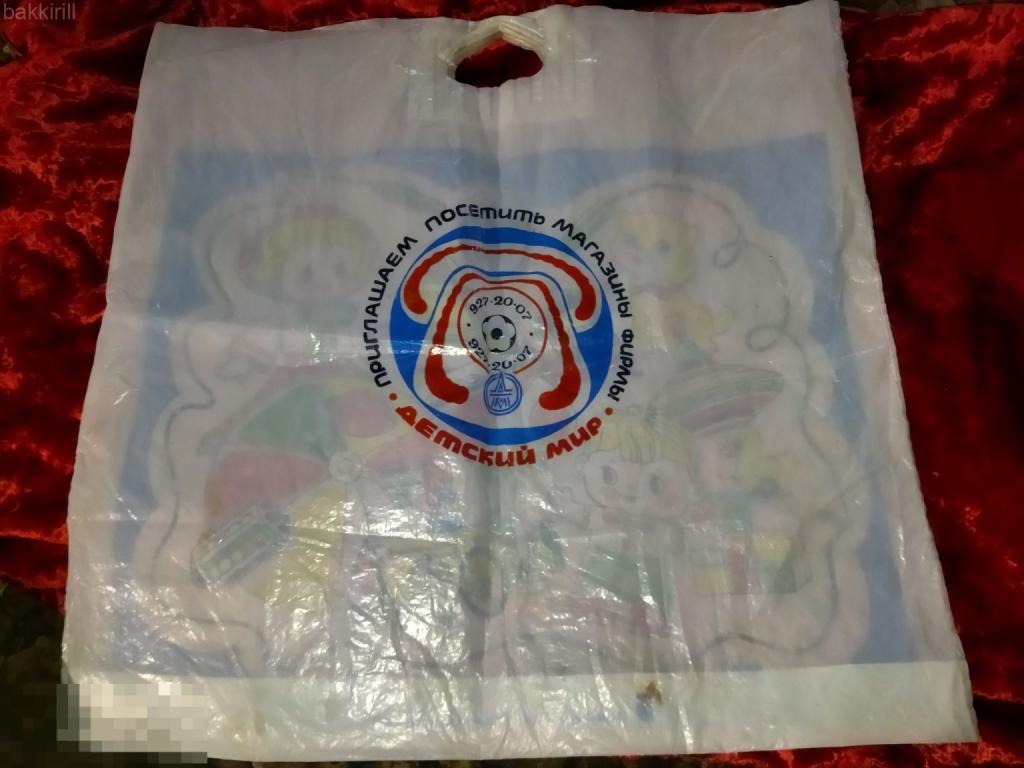 bakkirill
ПРИГЛАШАЕМ ПОСЕТИТЬ МАГАЗИНЫ ФИРМЫ
927-20-07
927-20-07
• ДЕТСКИЙ МИР •